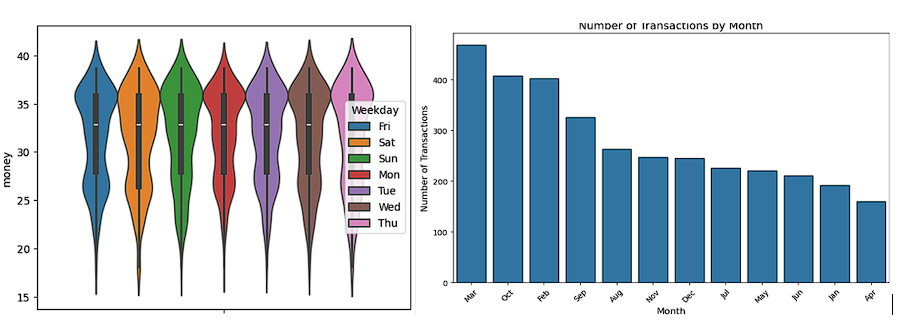 40
35
30
25
20
15
money
Weekday
Fri
Sat
Sun
Mon
Tue
Wed
Thu
Number of Transactions by Month
400
300
200
100
0
Number of Transactions
Mar Oct Feb Sep Aug Nov Dec Jul May Jun Jan Apr
Month